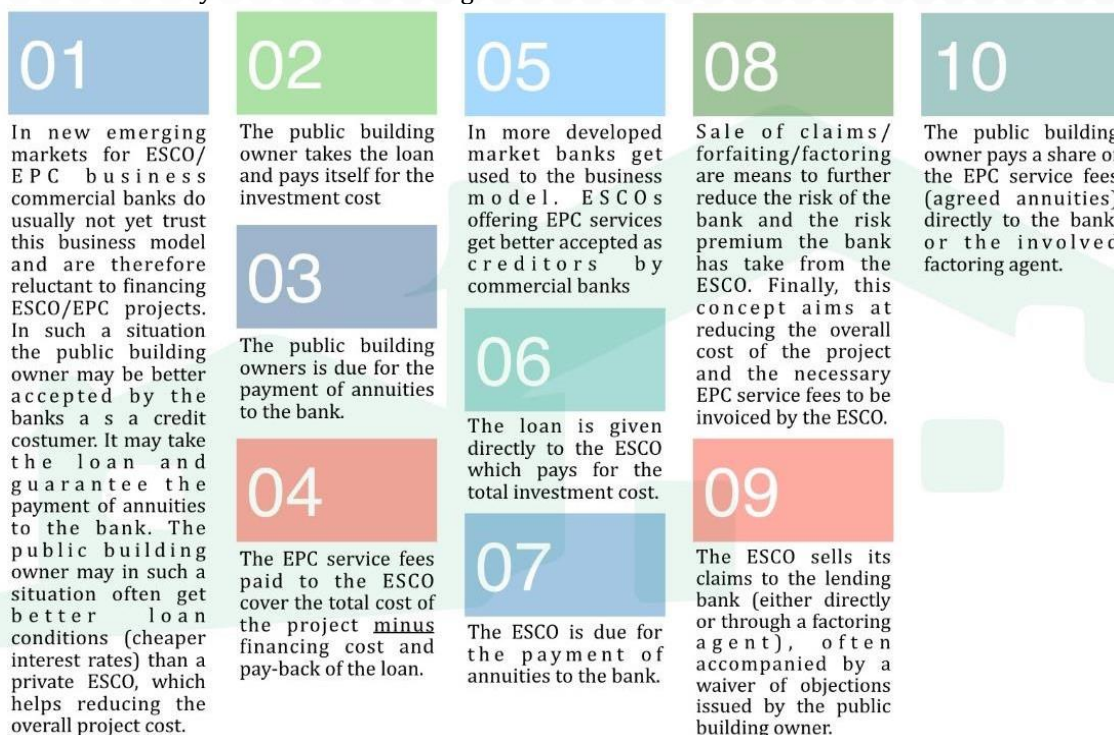 01
In new emerging
markets for ESCO/
EPC business
commercial banks do
usually not yet trust
this business model
and are therefore
reluctant to financing
ESCO/EPC projects.
In such a situation
the public building
owner may be better
accepted by the
banks a s a credit
costumer. It may take
the loan and
guarantee the
payment of annuities
to the bank. The
public building
owner may in such a
situation often get
better loan
conditions (cheaper
interest rates) than a
private ESCO, which
helps reducing the
overall project cost.
02
The public building
owner takes the loan
and pays itself for the
investment cost
03
The public building
owners is due for the
payment of annuities
to the bank.
04
The EPC service fees
paid to the ESCO
cover the total cost of
the project minus
financing cost and
pay-back of the loan.
05
In more developed
market banks get
used to the business
model. ESCOs
offering EPC services
get better accepted as
creditors by
commercial banks
06
The loan is given
directly to the ESCO
which pays for the
total investment cost.
07
The ESCO is due for
the payment of
annuities to the bank.
08
Sale of claims/
forfaiting/factoring
are means to further
reduce the risk of the
bank and the risk
premium the bank
has take from the
ESCO. Finally, this
concept aims at
reducing the overall
cost of the project
and the necessary
EPC service fees to be
invoiced by the ESCO.
09
The ESCO sells its
claims to the lending
bank (either directly
or through a factoring
agent), often
accompanied by a
waiver of objections
issued by the public
building owner.
10
The public building
owner pays a share of
the EPC service fees
(agreed annuities)
directly to the bank
or the involved
factoring agent.